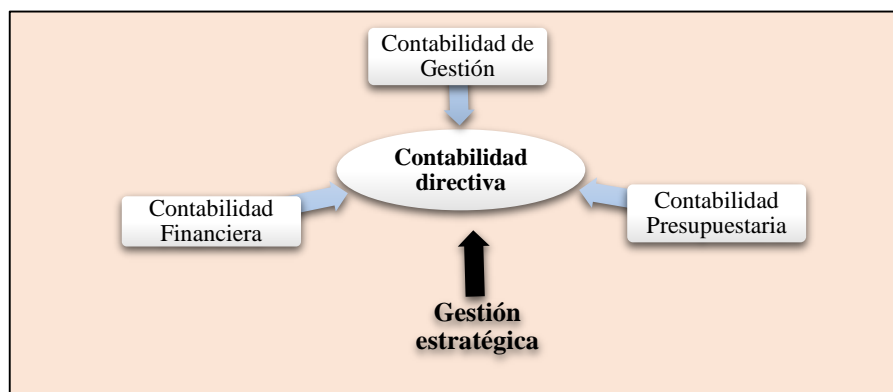 Contabilidad de
Gestión
Contabilidad
directiva
Contabilidad
Financiera
Contabilidad
Presupuestaria
Gestión
estratégica